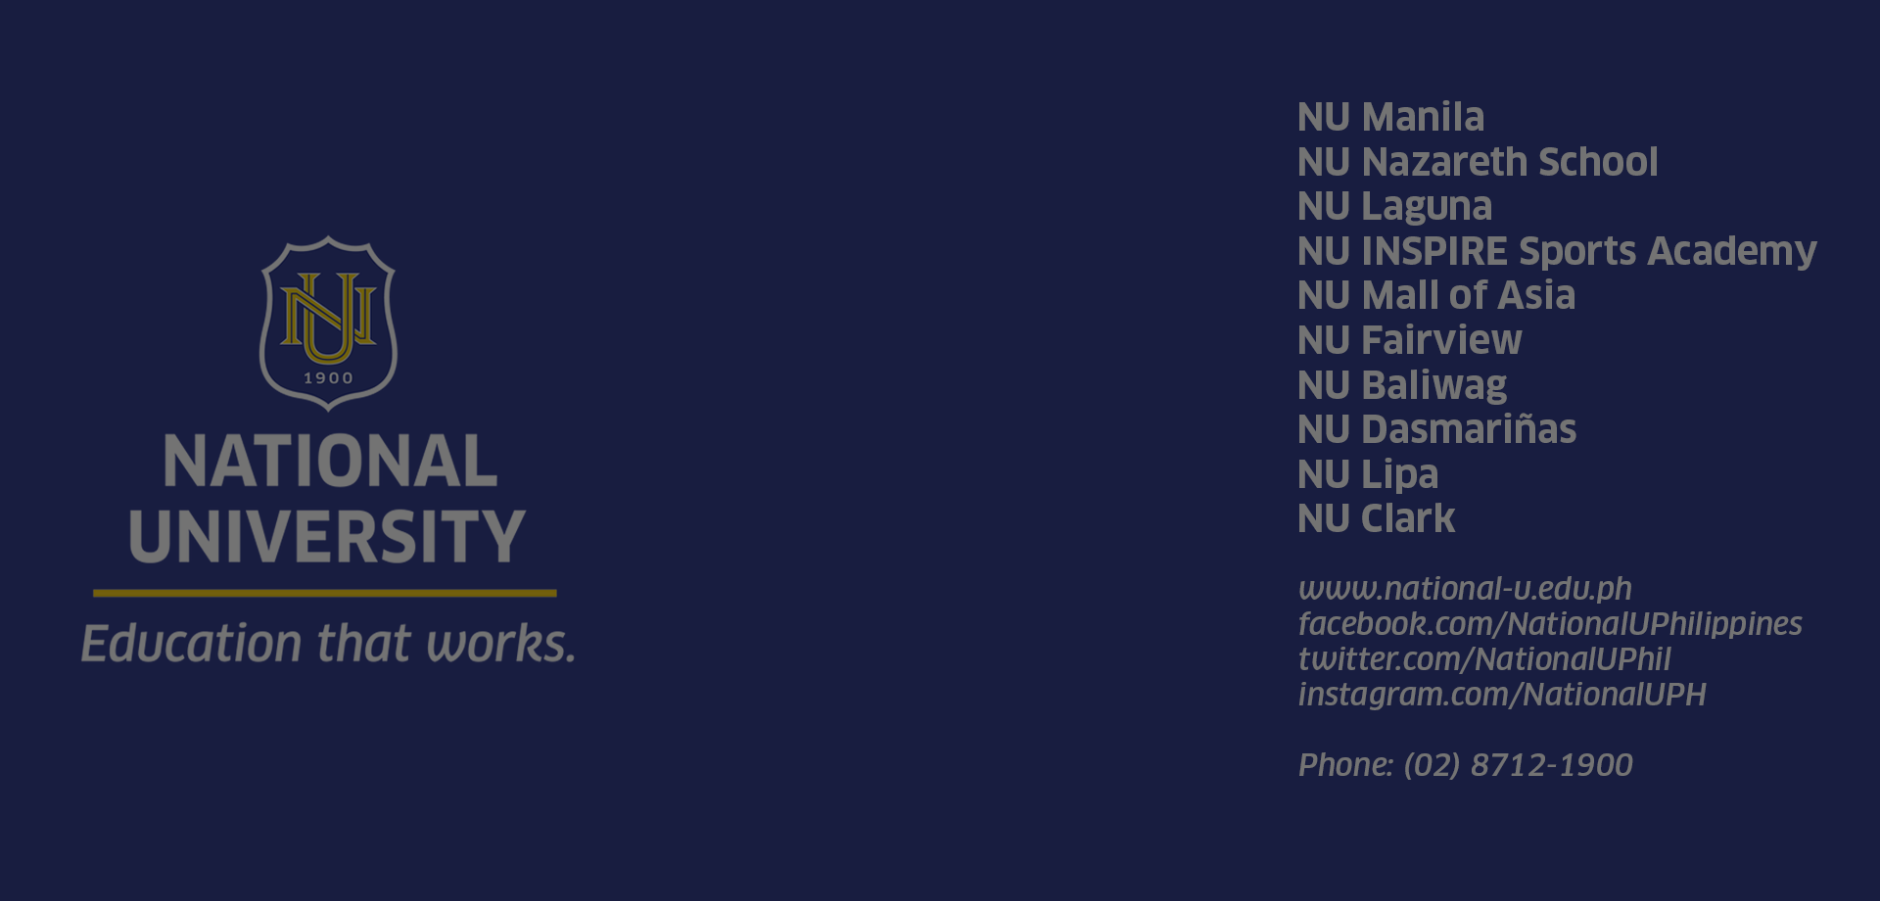 NU
1900
NATIONAL
UNIVERSITY
Education that works.
NU Manila
NU Nazareth School
NU Laguna
NU INSPIRE Sports Academy
NU Mall of Asia
NU Fairview
NU Baliwag
NU Dasmariñas
NU Lipa
NU Clark
www.national-u.edu.ph
facebook.com/NationalUPhilippines
twitter.com/NationalUPhil
instagram.com/NationalUPH
Phone: (02) 8712-1900